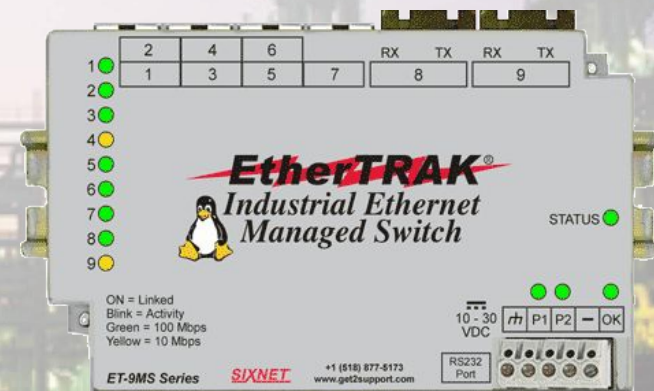 2 4 6 RX TX RX TX
1 3 5 7 8 9
1
2
3
4
5
6
7
8
9
EtherTRAK®
Industrial Ethernet
Managed Switch
STATUS
ON = Linked
Blink = Activity
Green = 100 Mbps
Yellow = 10 Mbps
10 - 30
VDC
P1 P2 – OK
RS232
Port
ET-9MS Series
SIXNET
+1 (518) 877-5173
www.get2support.com